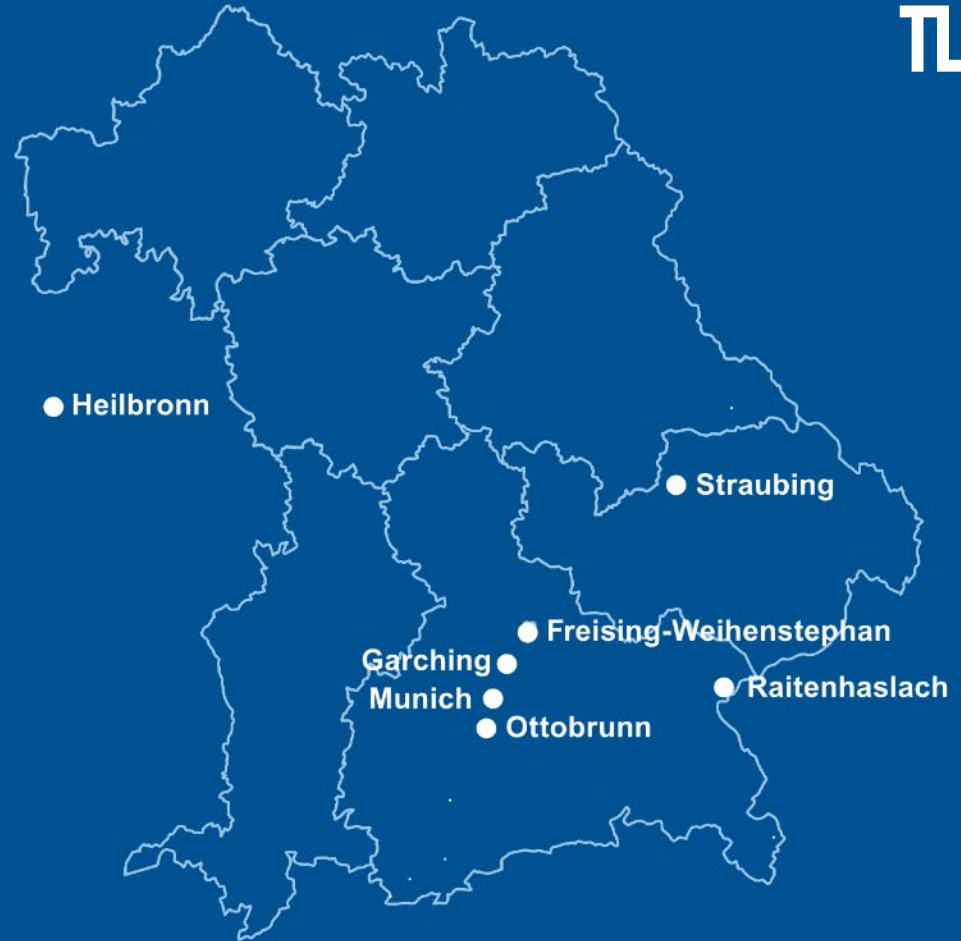 Heilbronn
Straubing
Freising-Weihenstephan
Garching
Raitenhaslach
Munich
Ottobrunn